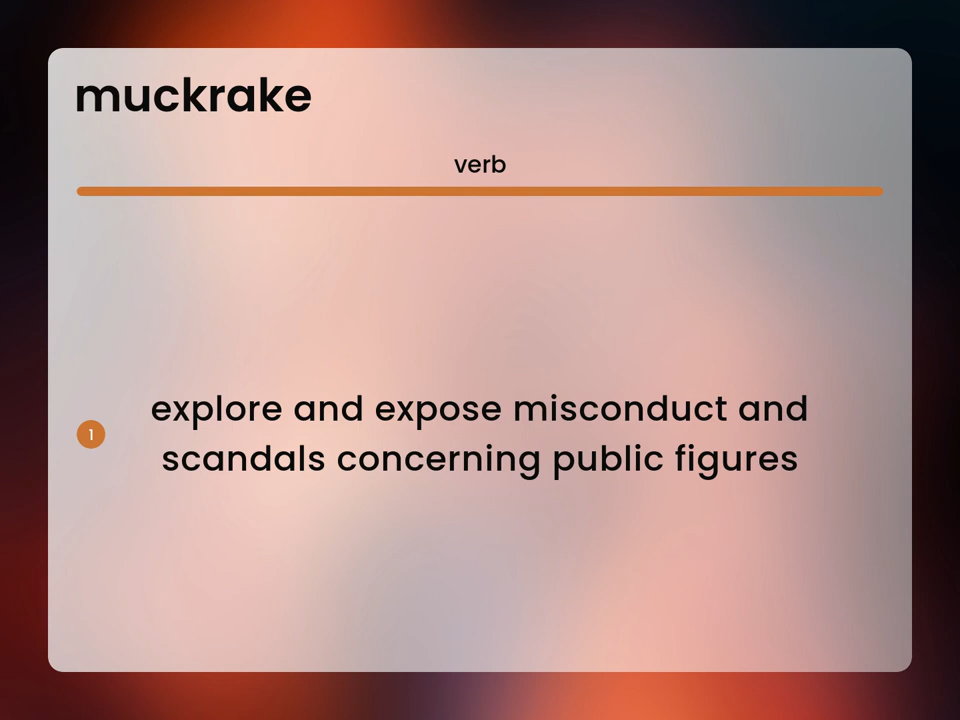 muckrake
verb
1
explore and expose misconduct and
scandals concerning public figures